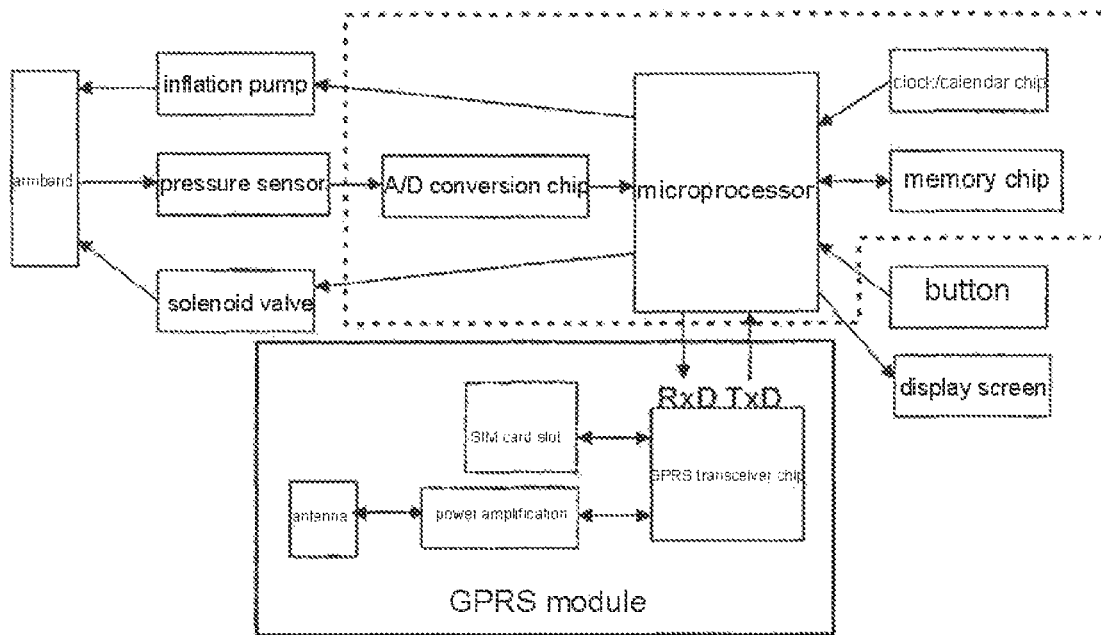 inflation pump
clock/calendar chip
armband
pressure sensor
A/D conversion chip
microprocessor
memory chip
solenoid valve
button
display screen
RxD TxD
SIM card slot
GPRS transceiver chip
antenna
power amplification
GPRS module